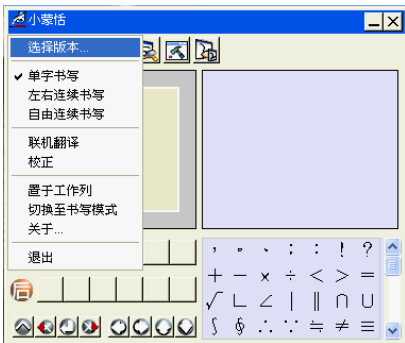 小蒙恬
选择版本...
✔ 单字书写
左右连续书写
自由连续书写
联机翻译
校正
置于工作列
切换至书写模式
关于...
退出
, 。 、 ; : ! ?
+ − × ÷ < > =
√ ∟ ∠ | ‖ ∩ ∪
∫ ∮ ∴ ∵ ≒ ≠ ≡